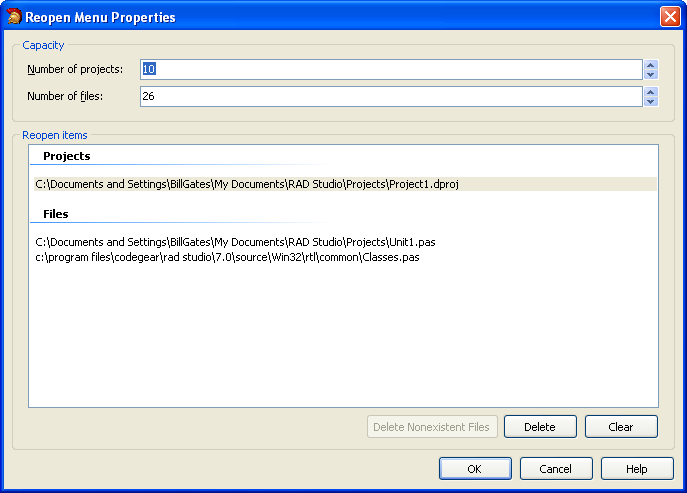 Reopen Menu Properties
Capacity
Number of projects: 10
Number of files: 26
Reopen items
Projects
C:\Documents and Settings\BillGates\My Documents\RAD Studio\Projects\Project1.dproj
Files
C:\Documents and Settings\BillGates\My Documents\RAD Studio\Projects\Unit1.pas
c:\program files\codegear\rad studio\7.0\source\Win32\rtl\common\Classes.pas
Delete Nonexistent Files Delete Clear
OK Cancel Help